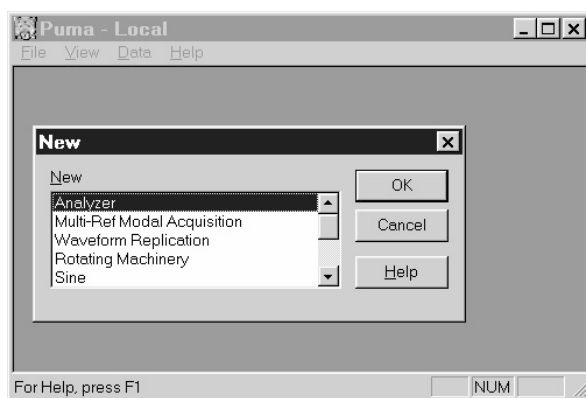 Puma - Local
File View Data Help
New
New
Analyzer
Multi-Ref Modal Acquisition
Waveform Replication
Rotating Machinery
Sine
OK
Cancel
Help
For Help, press F1
NUM